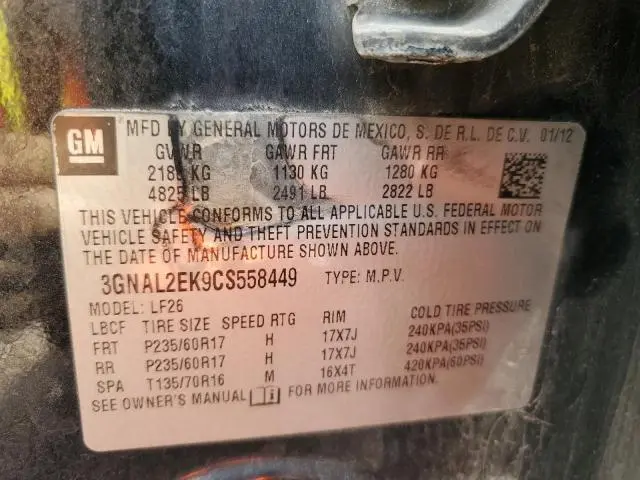 GM
MFD BY GENERAL MOTORS DE MEXICO, S. DE R.L. DE C.V. 01/12
GVWR GAWR FRT GAWR RR
2189 KG 1130 KG 1280 KG
4825 LB 2491 LB 2822 LB
THIS VEHICLE CONFORMS TO ALL APPLICABLE U.S. FEDERAL MOTOR
VEHICLE SAFETY AND THEFT PREVENTION STANDARDS IN EFFECT ON
THE DATE OF MANUFACTURE SHOWN ABOVE.
3GNAL2EK9CS558449 TYPE: M.P.V.
MODEL: LF26
LBCF TIRE SIZE SPEED RTG RIM COLD TIRE PRESSURE
FRT P235/60R17 H 17X7J 240KPA(35PSI)
RR P235/60R17 H 17X7J 240KPA(35PSI)
SPA T135/70R16 M 16X4T 420KPA(60PSI)
SEE OWNER'S MANUAL FOR MORE INFORMATION.